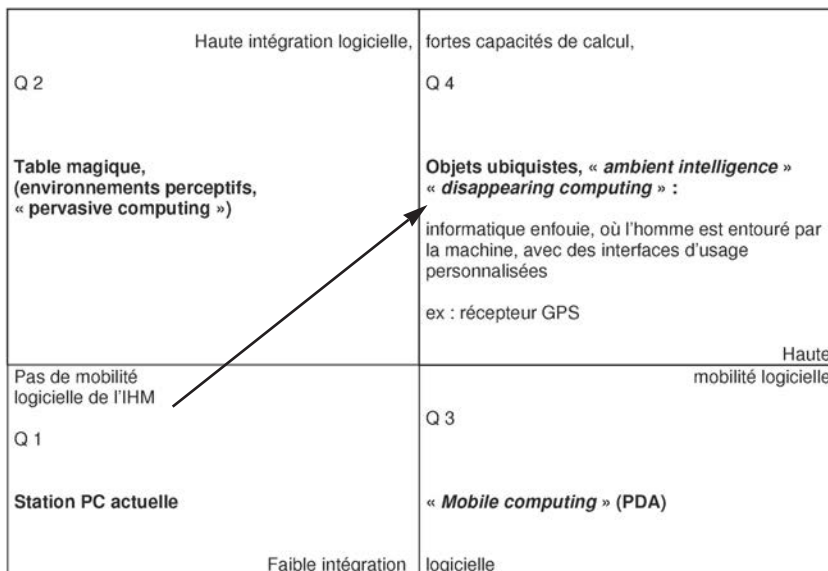 Haute intégration logicielle, fortes capacités de calcul,
Q 2
Table magique,
(environnements perceptifs,
« pervasive computing »)
Q 4
Objets ubiquistes, « ambient intelligence »
« disappearing computing » :
informatique enfouie, où l'homme est entouré par
la machine, avec des interfaces d'usage
personnalisées
ex : récepteur GPS
Haute
mobilité logicielle
Pas de mobilité
logicielle de l'IHM
Q 1
Station PC actuelle
Q 3
« Mobile computing » (PDA)
Faible intégration logicielle